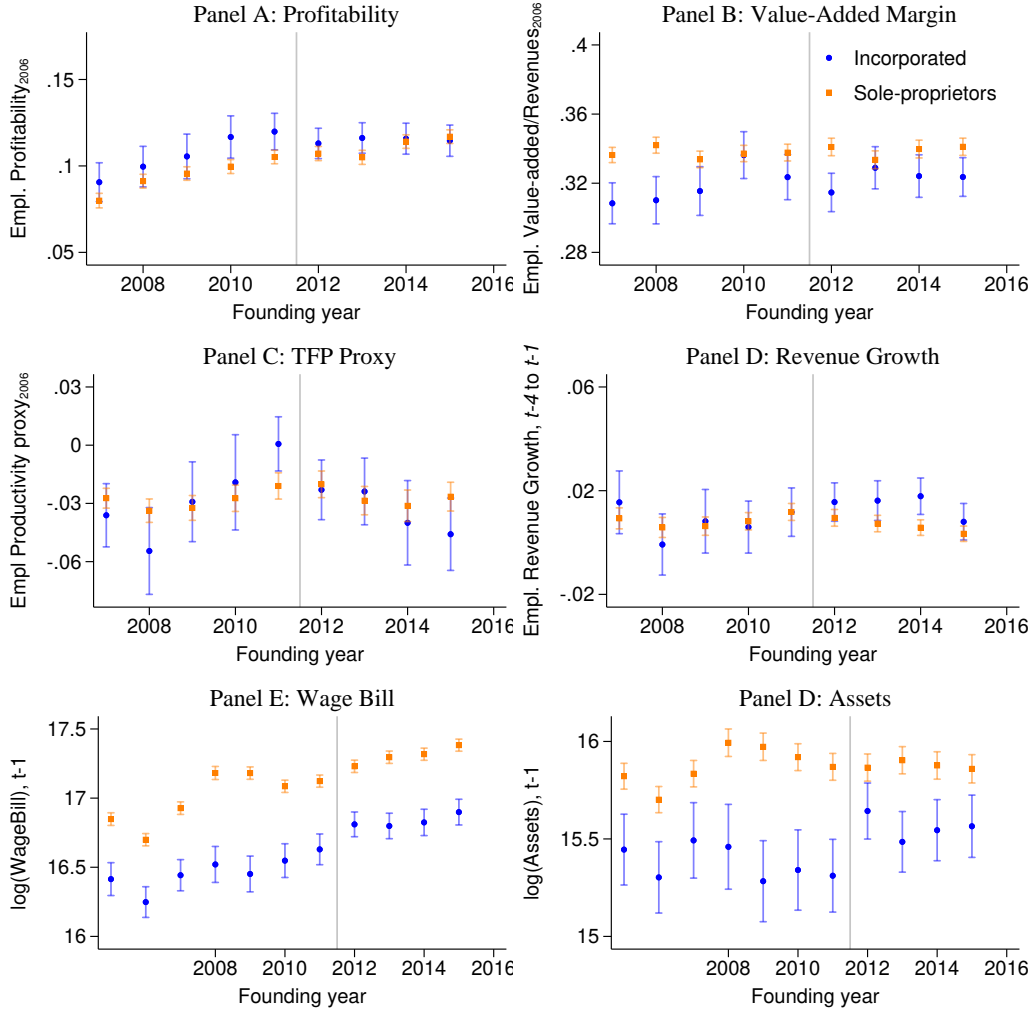 Panel A: Profitability
Empl. Profitability2006
.15
.1
.05
2008 2010 2012 2014 2016
Founding year
Panel B: Value-Added Margin
Empl. Value-added/Revenues2006
.4
.36
.32
.28
Incorporated
Sole-proprietors
2008 2010 2012 2014 2016
Founding year
Panel C: TFP Proxy
Empl Productivity proxy2006
.03
0
-.03
-.06
2008 2010 2012 2014 2016
Founding year
Panel D: Revenue Growth
Empl. Revenue Growth, t-4 to t-1
.06
.02
-.02
2008 2010 2012 2014 2016
Founding year
Panel E: Wage Bill
log(WageBill), t-1
17.5
17
16.5
16
2008 2010 2012 2014 2016
Founding year
Panel D: Assets
log(Assets), t-1
16
15.5
15
2008 2010 2012 2014 2016
Founding year